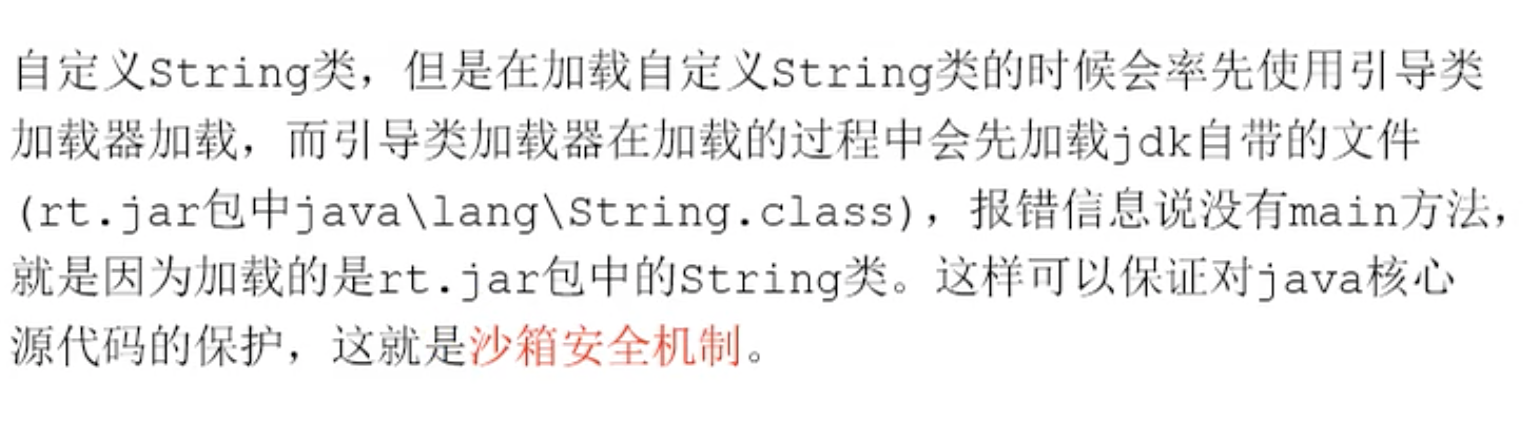 自定义String类，但是在加载自定义String类的时候会率先使用引导类
加载器加载，而引导类加载器在加载的过程中会先加载jdk自带的文件
(rt.jar包中java\lang\String.class)，报错信息说没有main方法，
就是因为加载的是rt.jar包中的String类。这样可以保证对java核心
源代码的保护，这就是沙箱安全机制。